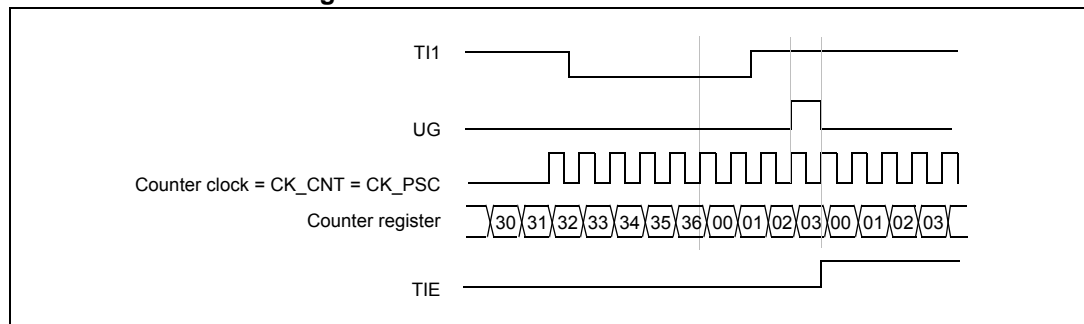 TI1
UG
Counter clock = CK_CNT = CK_PSC
Counter register 30 31 32 33 34 35 36 00 01 02 03 00 01 02 03
TIE